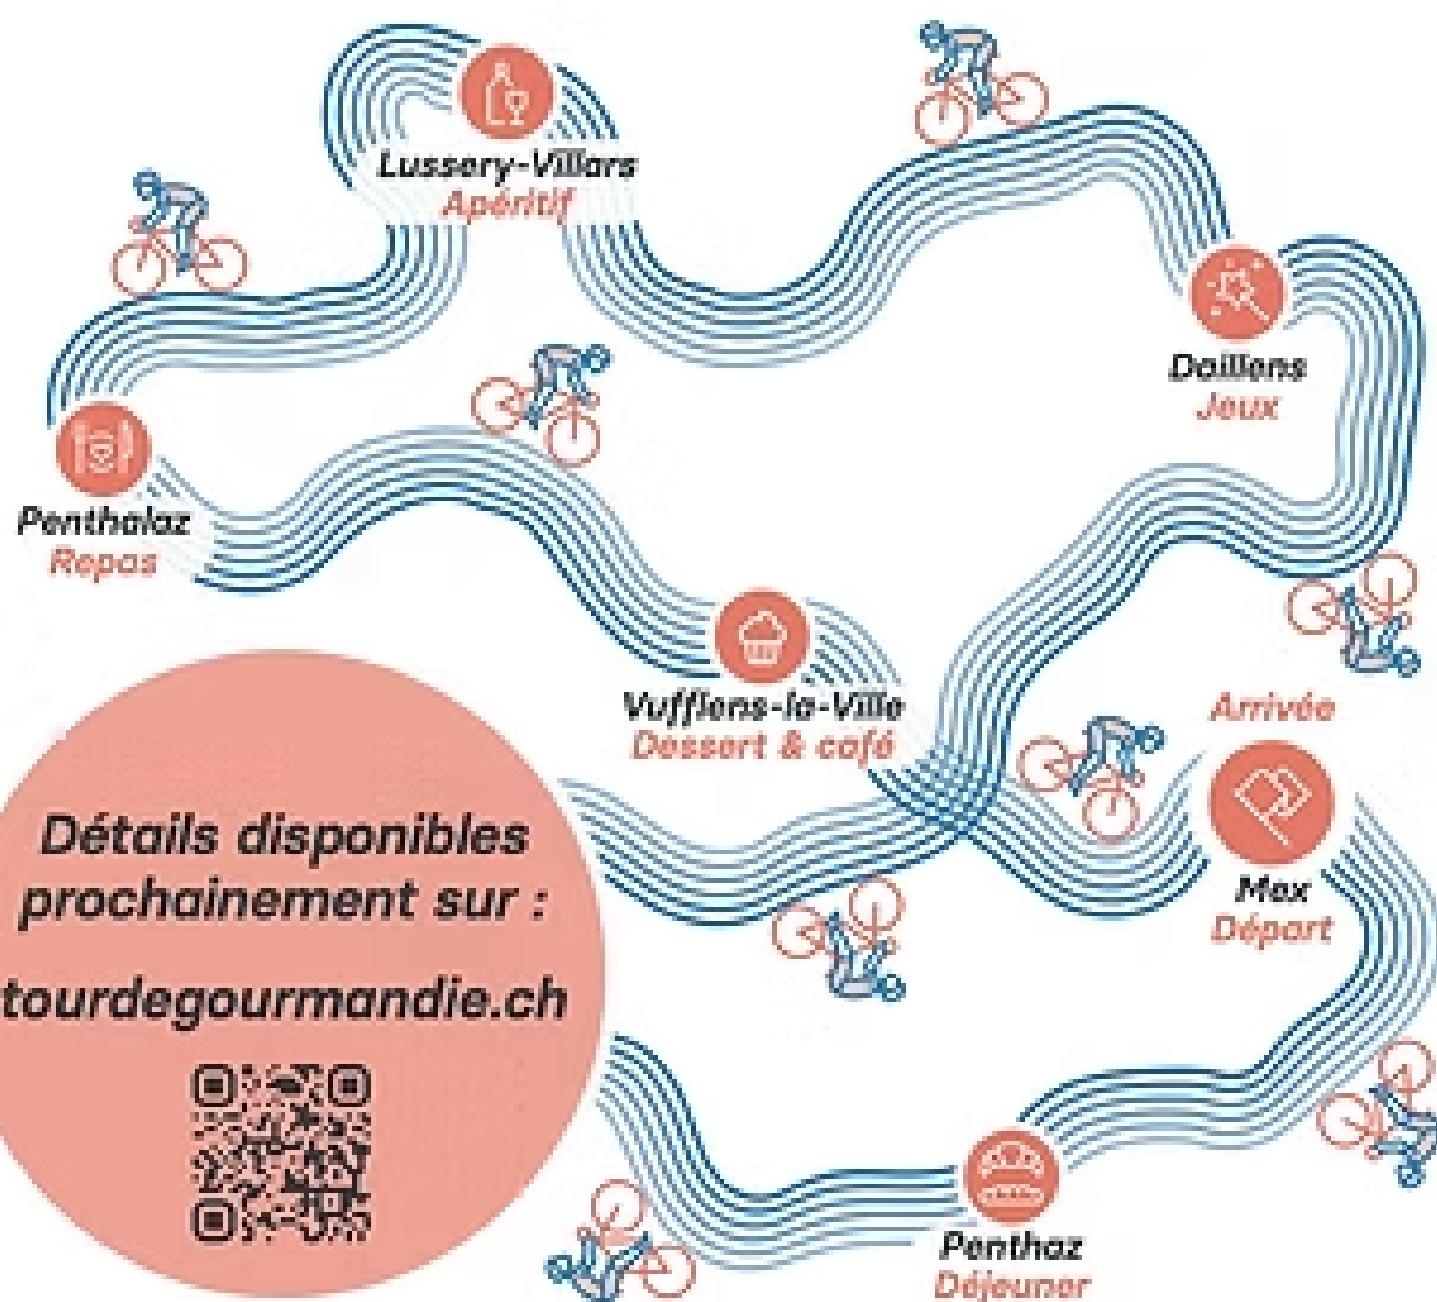 Lussery-Villars
Apéritif
Daillens
Jeux
Penthalaz
Repas
Vufflens-la-Ville
Dessert & café
Arrivée
Mex
Départ
Détails disponibles
prochainement sur :
tourdegourmandie.ch
Penthaz
Déjeuner